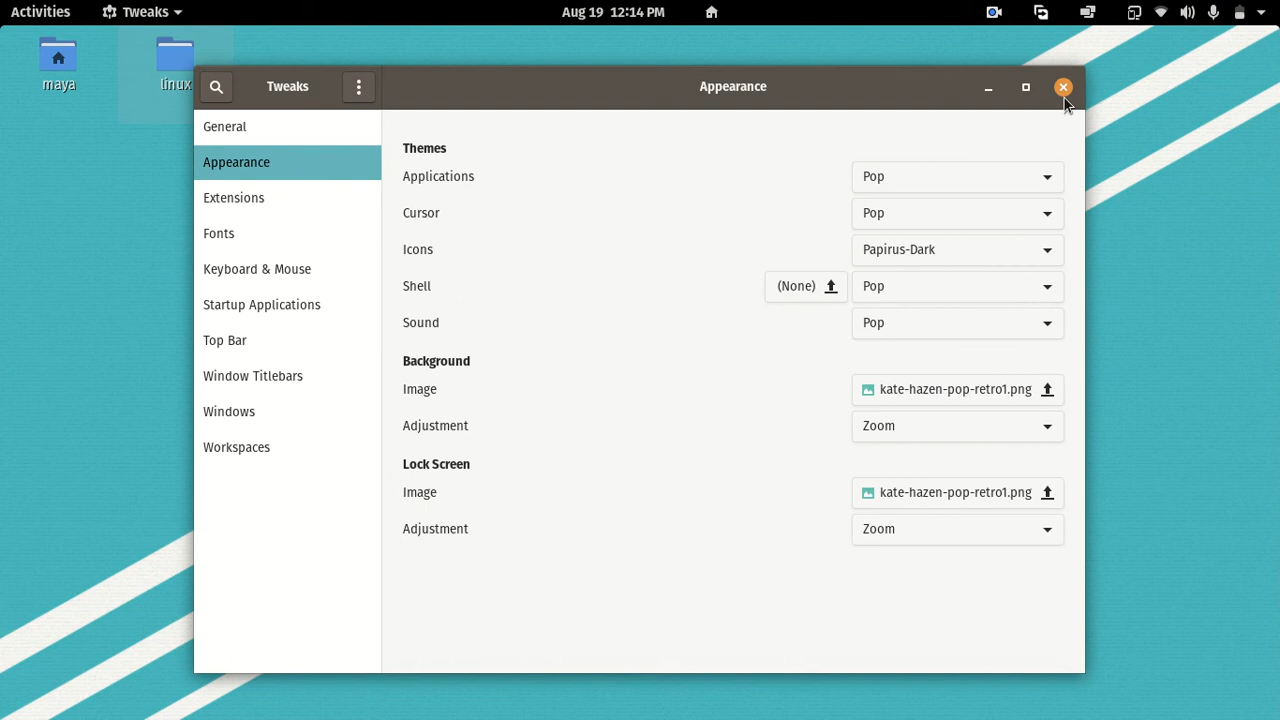 Activities Tweaks Aug 19 12:14 PM
maya
linux
Tweaks
Appearance
General
Appearance
Extensions
Fonts
Keyboard & Mouse
Startup Applications
Top Bar
Window Titlebars
Windows
Workspaces
Themes
Applications Pop
Cursor Pop
Icons Papirus-Dark
Shell (None) Pop
Sound Pop
Background
Image kate-hazen-pop-retro1.png
Adjustment Zoom
Lock Screen
Image kate-hazen-pop-retro1.png
Adjustment Zoom